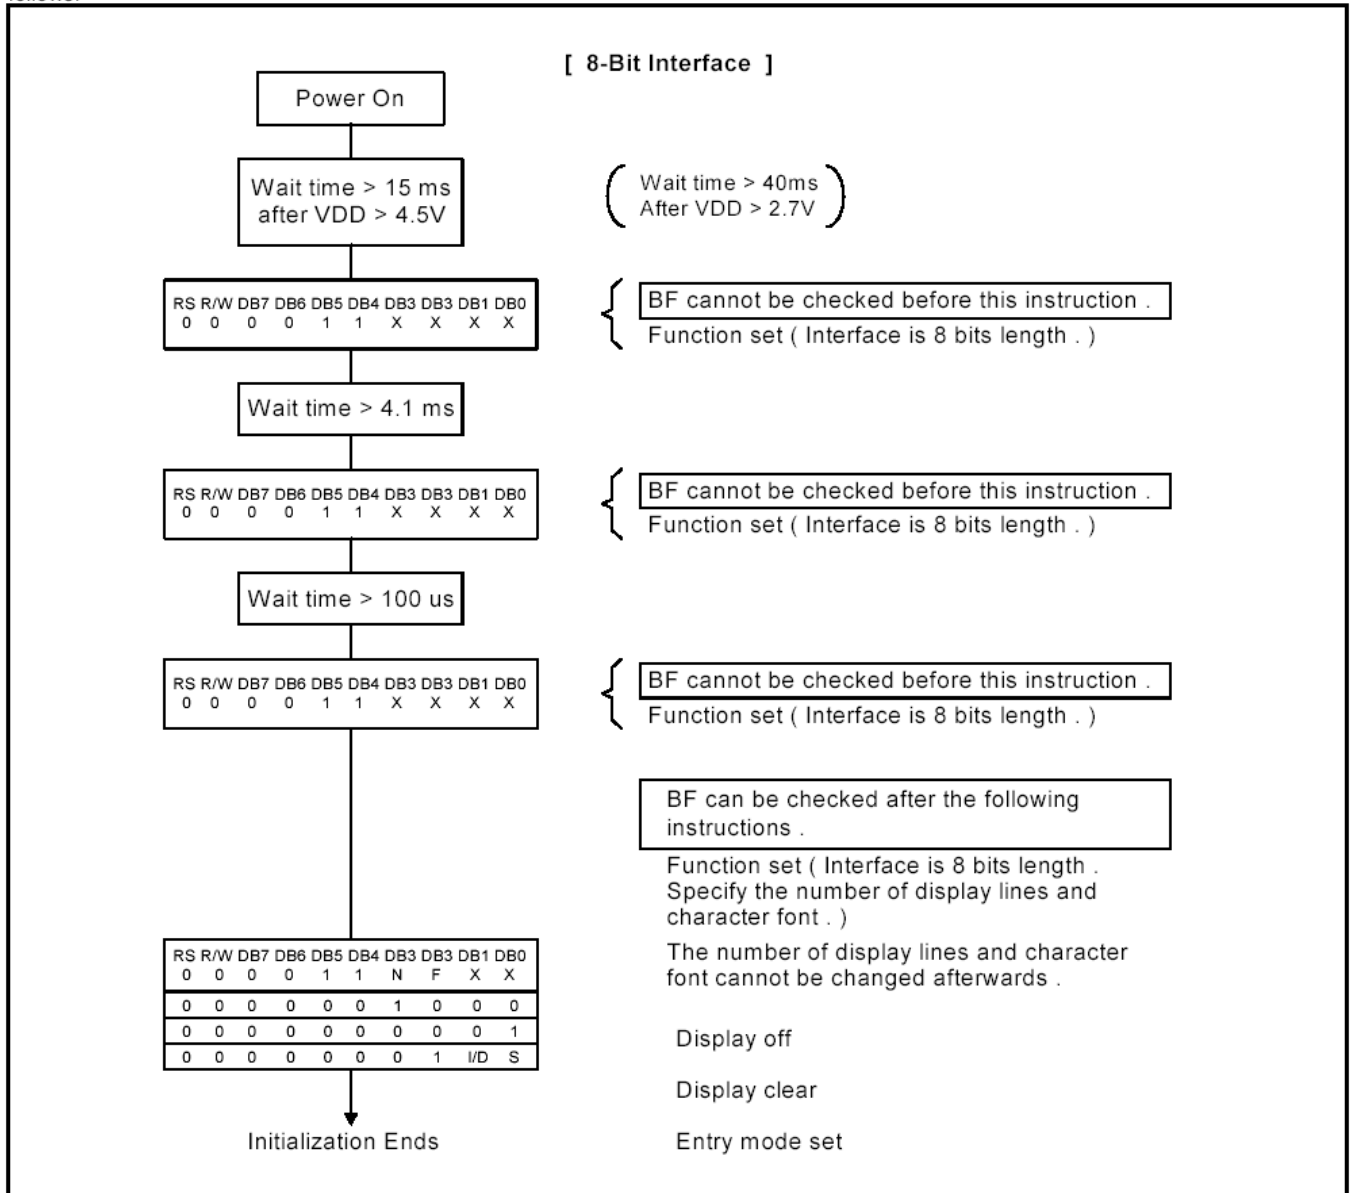 [ 8-Bit Interface ]
Power On
Wait time > 15 ms
after VDD > 4.5V
Wait time > 40ms
After VDD > 2.7V
RS R/W DB7 DB6 DB5 DB4 DB3 DB3 DB1 DB0
0 0 0 0 1 1 X X X X
BF cannot be checked before this instruction .
Function set ( Interface is 8 bits length . )
Wait time > 4.1 ms
RS R/W DB7 DB6 DB5 DB4 DB3 DB3 DB1 DB0
0 0 0 0 1 1 X X X X
BF cannot be checked before this instruction .
Function set ( Interface is 8 bits length . )
Wait time > 100 us
RS R/W DB7 DB6 DB5 DB4 DB3 DB3 DB1 DB0
0 0 0 0 1 1 X X X X
BF cannot be checked before this instruction .
Function set ( Interface is 8 bits length . )
BF can be checked after the following
instructions .
Function set ( Interface is 8 bits length .
Specify the number of display lines and
character font . )
The number of display lines and character
font cannot be changed afterwards .
RS R/W DB7 DB6 DB5 DB4 DB3 DB3 DB1 DB0
0 0 0 0 1 1 N F X X
0 0 0 0 0 0 1 0 0 0
0 0 0 0 0 0 0 0 0 1
0 0 0 0 0 0 0 1 I/D S
Display off
Display clear
Entry mode set
Initialization Ends